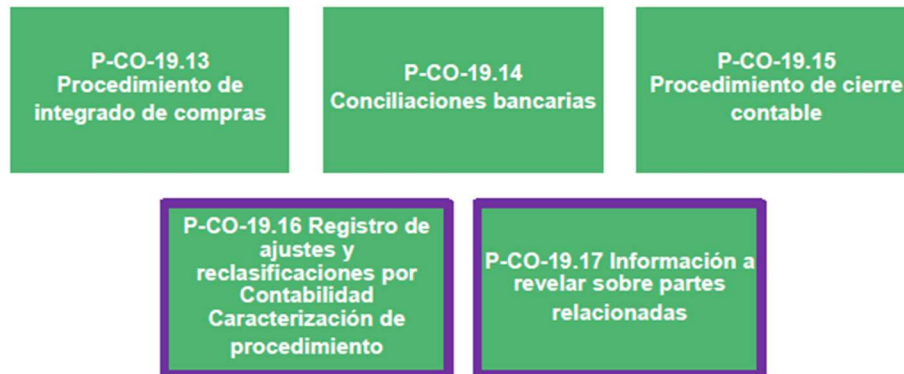 P-CO-19.13
Procedimiento de
integrado de compras
P-CO-19.14
Conciliaciones bancarias
P-CO-19.15
Procedimiento de cierre
contable
P-CO-19.16 Registro de
ajustes y
reclasificaciones por
Contabilidad
Caracterización de
procedimiento
P-CO-19.17 Información a
revelar sobre partes
relacionadas